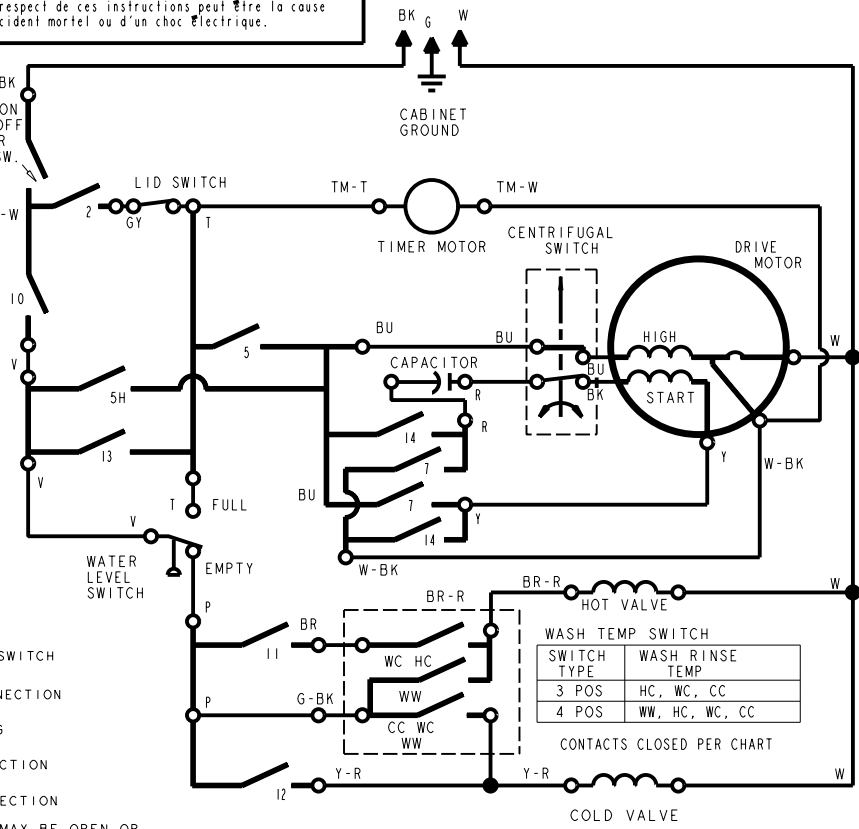 respect de ces instructions peut être la cause
cident mortel ou d'un choc électrique.
BK G W
BK
CABINET
GROUND
ON
OFF
R
SW.
LID SWITCH
2
GY
T
-W
TM-T
TM-W
TIMER MOTOR
CENTRIFUGAL
SWITCH
DRIVE
MOTOR
10
5
BU
BU
HIGH
W
V
CAPACITOR
BU
5H
R
BK
START
14
R
13
7
Y
W-BK
V
T
FULL
BU
7
Y
V
14
WATER
LEVEL
SWITCH
EMPTY
W-BK
BR-R
BR-R
HOT VALVE
W
P
BR
11
WC HC
WASH TEMP SWITCH
SWITCH
TYPE
WASH RINSE
TEMP
3 POS
HC, WC, CC
4 POS
WW, HC, WC, CC
CONTACTS CLOSED PER CHART
SWITCH
NECTION
G
CTION
ECTION
MAY BE OPEN OR
P
G-BK
WW
CC WC
WW
12
Y-R
Y-R
W
COLD VALVE